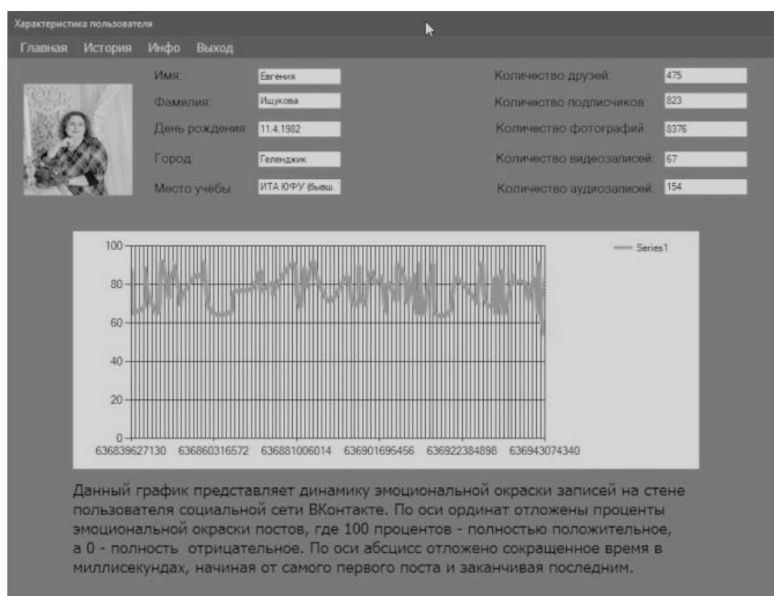 Характеристика пользователя
Главная История Инфо Выход
Имя: Евгения Количество друзей: 475
Фамилия: Ищукова Количество подписчиков: 823
День рождения: 11.4.1982 Количество фотографий: 8376
Город: Геленджик Количество видеозаписей: 67
Место учёбы: ИТА ЮФУ (бывш. Количество аудиозаписей: 154
100
Series1
80
60
40
20
0
636839627130 636860316572 636881006014 636901695456 636922384898 636943074340
Данный график представляет динамику эмоциональной окраски записей на стене
пользователя социальной сети ВКонтакте. По оси ординат отложены проценты
эмоциональной окраски постов, где 100 процентов - полностью положительное,
а 0 - полность отрицательное. По оси абсцисс отложено сокращенное время в
миллисекундах, начиная от самого первого поста и заканчивая последним.